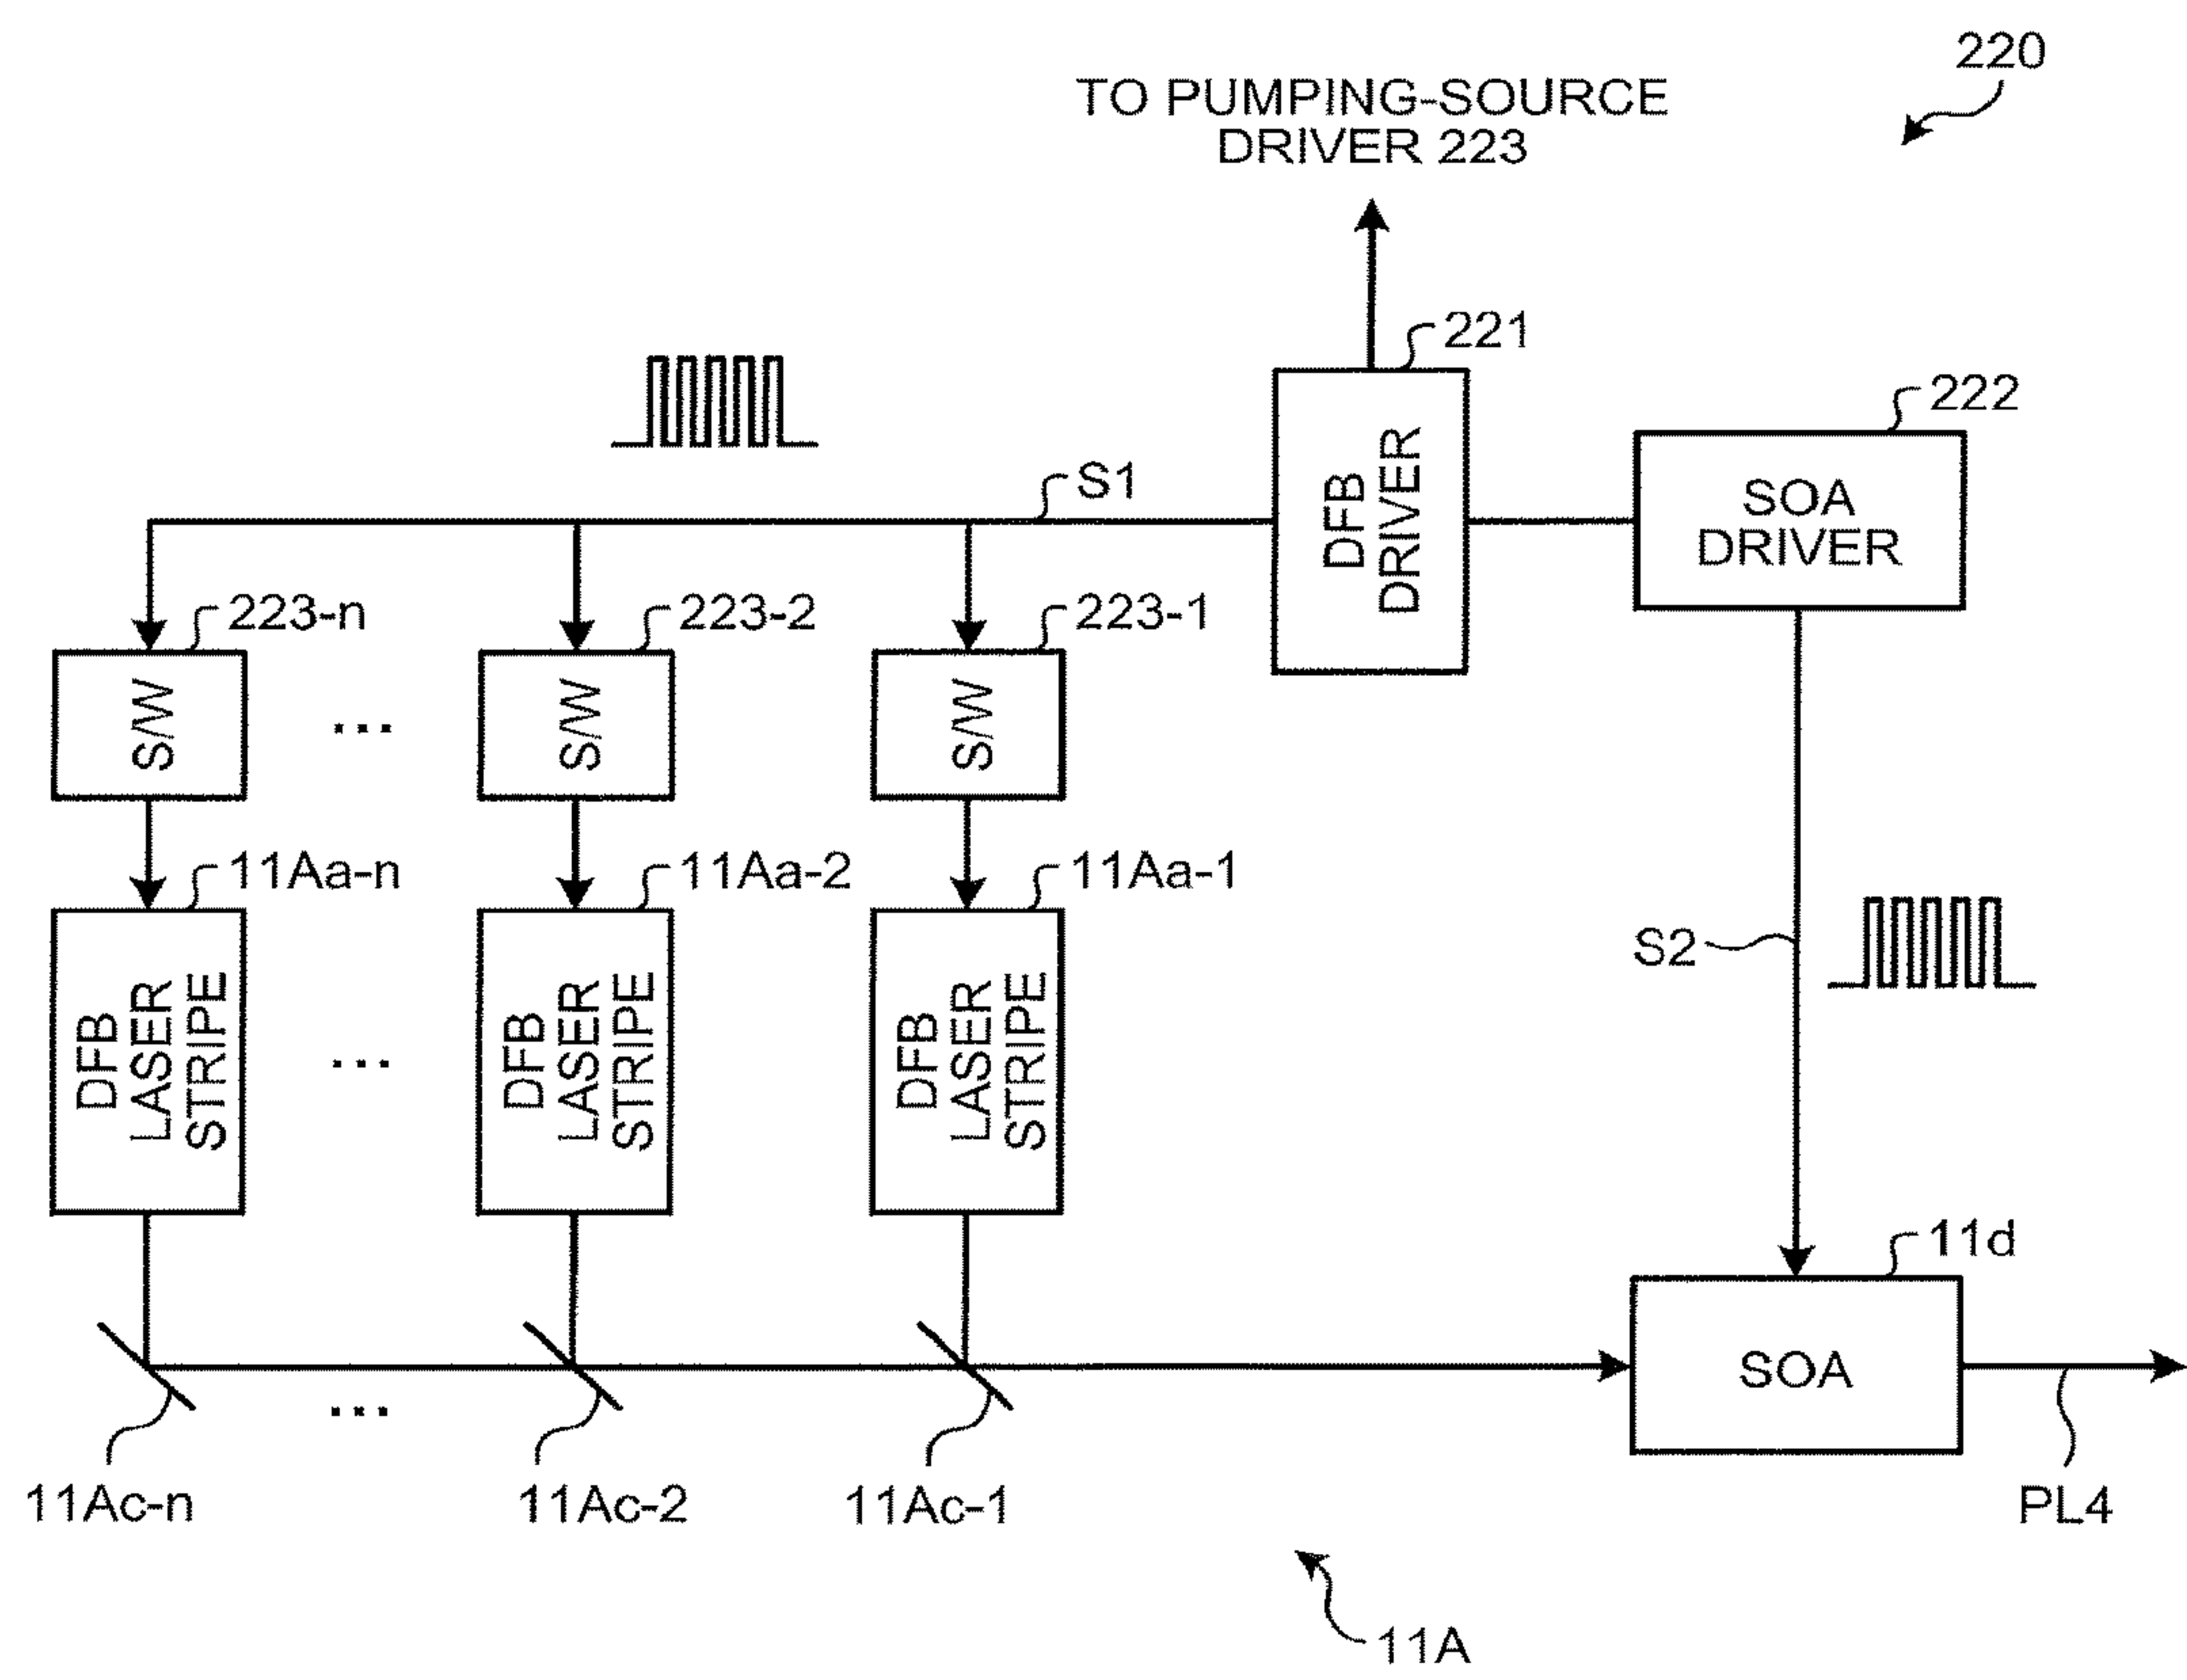 220
TO PUMPING-SOURCE
DRIVER 223
221
222
S1
DFB
DRIVER
SOA
DRIVER
223-n
223-2
223-1
S/W
...
S/W
S/W
11Aa-n
11Aa-2
11Aa-1
S2
DFB
LASER
STRIPE
...
DFB
LASER
STRIPE
DFB
LASER
STRIPE
11d
SOA
...
11Ac-n
11Ac-2
11Ac-1
PL4
11A